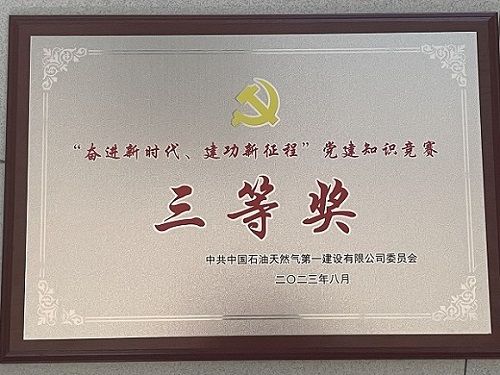 “奋进新时代、建功新征程”党建知识竞赛
三等奖
中共中国石油天然气第一建设有限公司委员会
二〇二三年八月